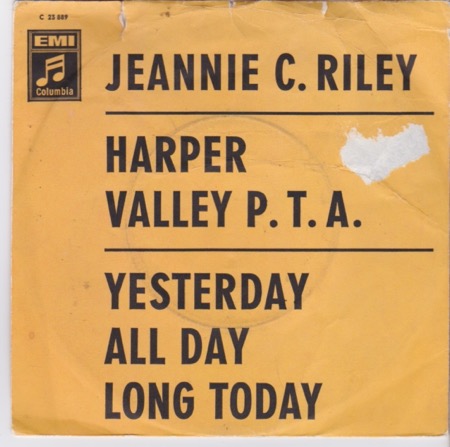 C 23 889
EMI
Columbia
JEANNIE C. RILEY
HARPER
VALLEY P. T. A.
YESTERDAY
ALL DAY
LONG TODAY